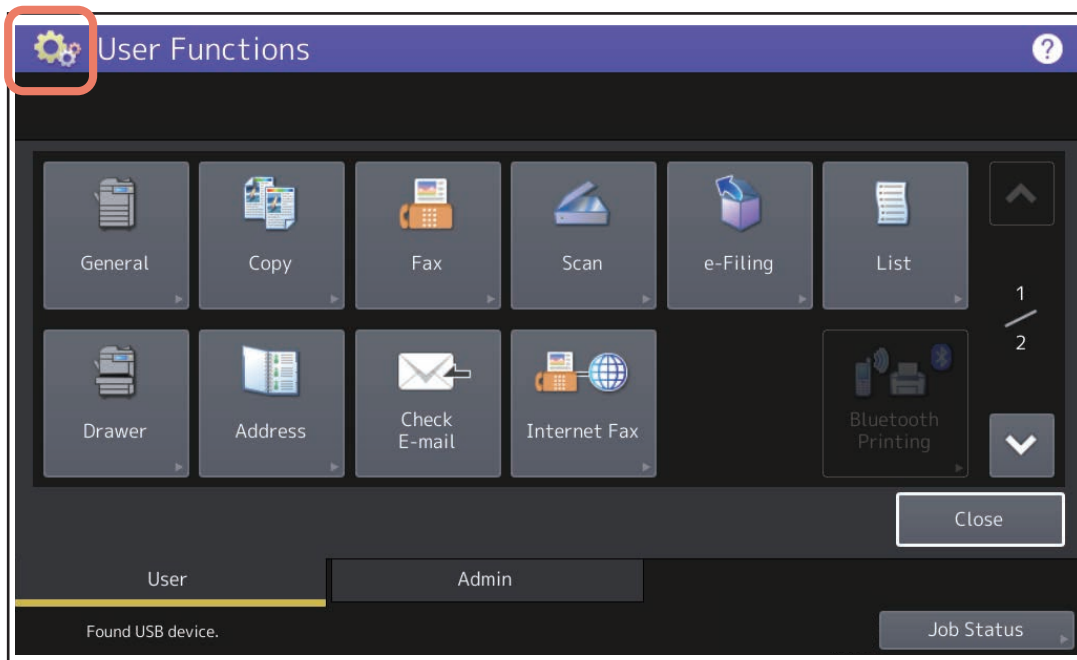 User Functions
?
General
Copy
Fax
Scan
e-Filing
List
1
2
Drawer
Address
Check
E-mail
Internet Fax
Bluetooth
Printing
Close
User
Admin
Found USB device.
Job Status